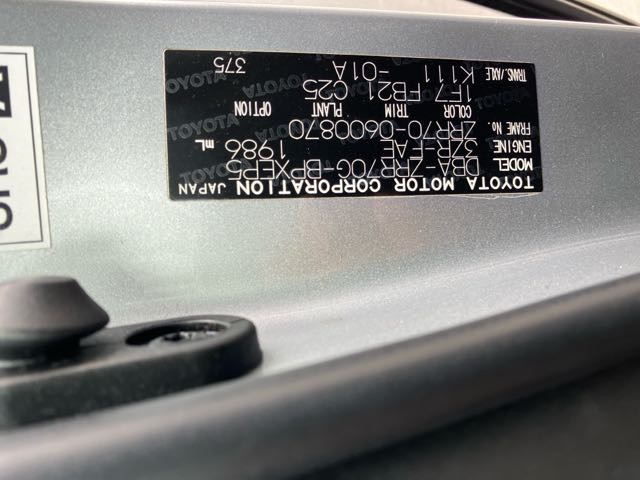 TOYOTA MOTOR CORPORATION JAPAN
MODEL DBA-ZRR70G-BPXEP5
ENGINE 3ZR-FAE 1986 mL
FRAME No. ZRR70-0600870
COLOR TRIM PLANT OPTION
1F7 FB21 C25
TRANS./AXLE K111 -01A
375